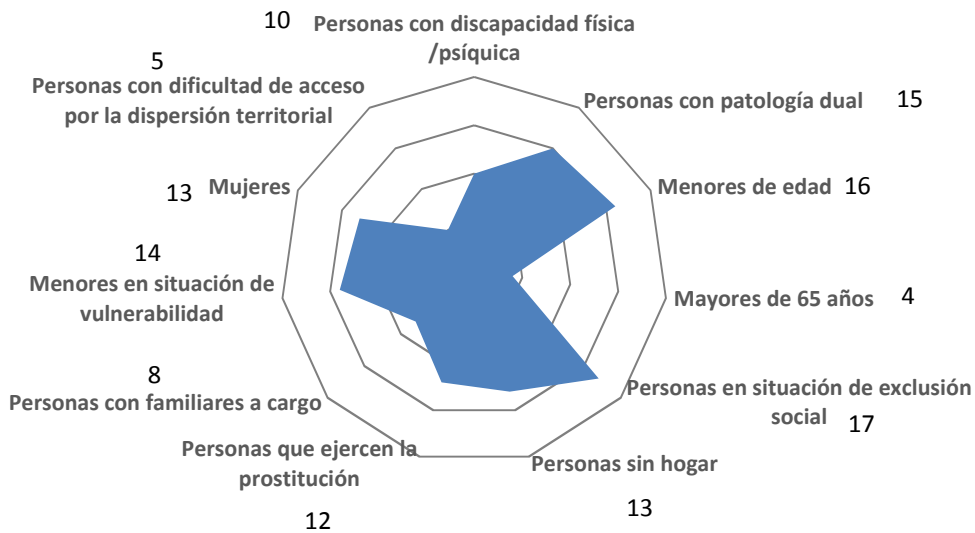 10
Personas con discapacidad física
/psíquica
15
Personas con patología dual
16
Menores de edad
4
Mayores de 65 años
Personas en situación de exclusión
social
17
Personas sin hogar
13
Personas que ejercen la
prostitución
12
8
Personas con familiares a cargo
14
Menores en situación de
vulnerabilidad
13
Mujeres
5
Personas con dificultad de acceso
por la dispersión territorial